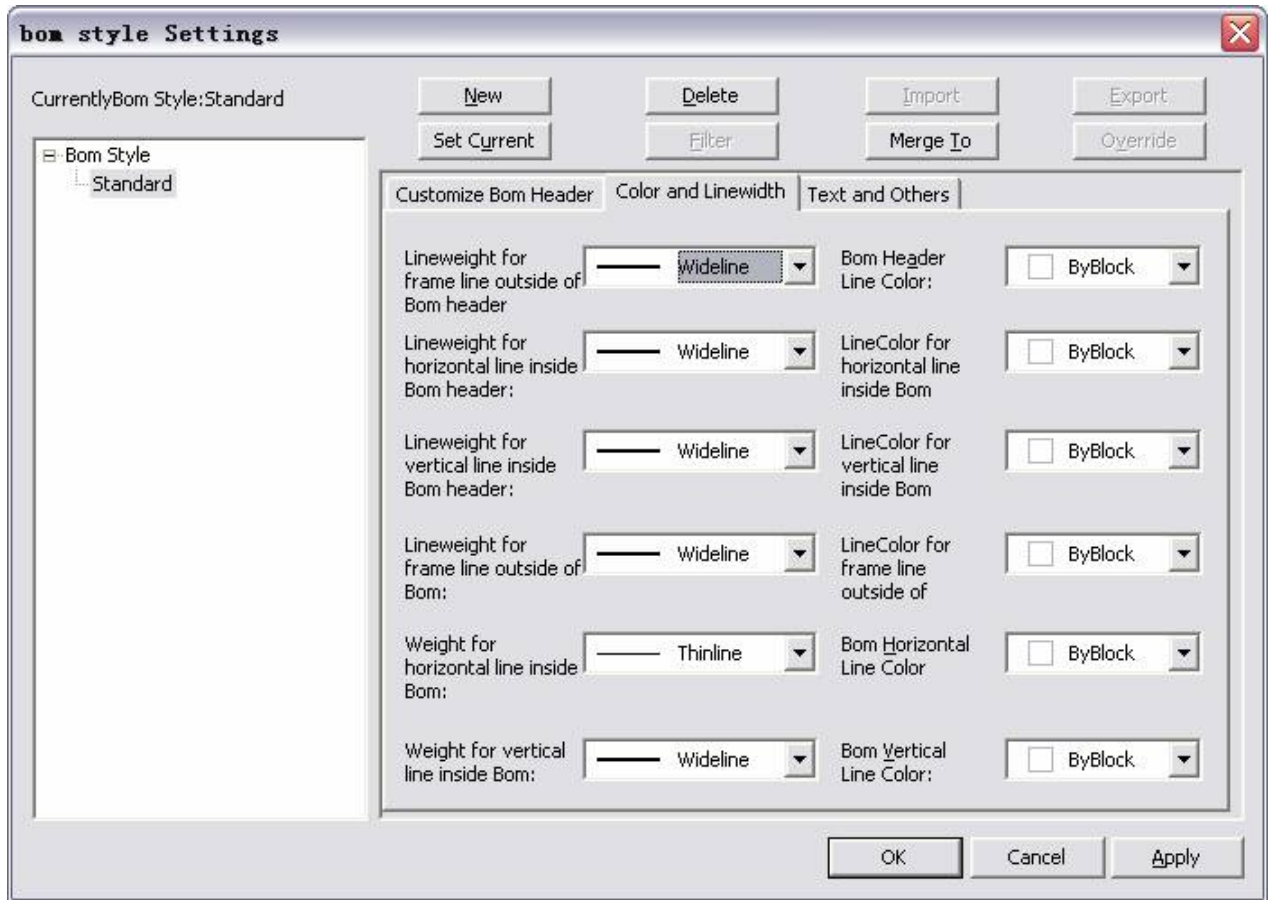 bom style Settings
CurrentlyBom Style:Standard
New
Delete
Import
Export
Set Current
Filter
Merge To
Override
Bom Style
Standard
Customize Bom Header
Color and Linewidth
Text and Others
Lineweight for
frame line outside of
Bom header
Wideline
Bom Header
Line Color:
ByBlock
Lineweight for
horizontal line inside
Bom header:
Wideline
LineColor for
horizontal line
inside Bom
ByBlock
Lineweight for
vertical line inside
Bom header:
Wideline
LineColor for
vertical line
inside Bom
ByBlock
Lineweight for
frame line outside of
Bom:
Wideline
LineColor for
frame line
outside of
ByBlock
Weight for
horizontal line inside
Bom:
Thinline
Bom Horizontal
Line Color
ByBlock
Weight for vertical
line inside Bom:
Wideline
Bom Vertical
Line Color:
ByBlock
OK
Cancel
Apply